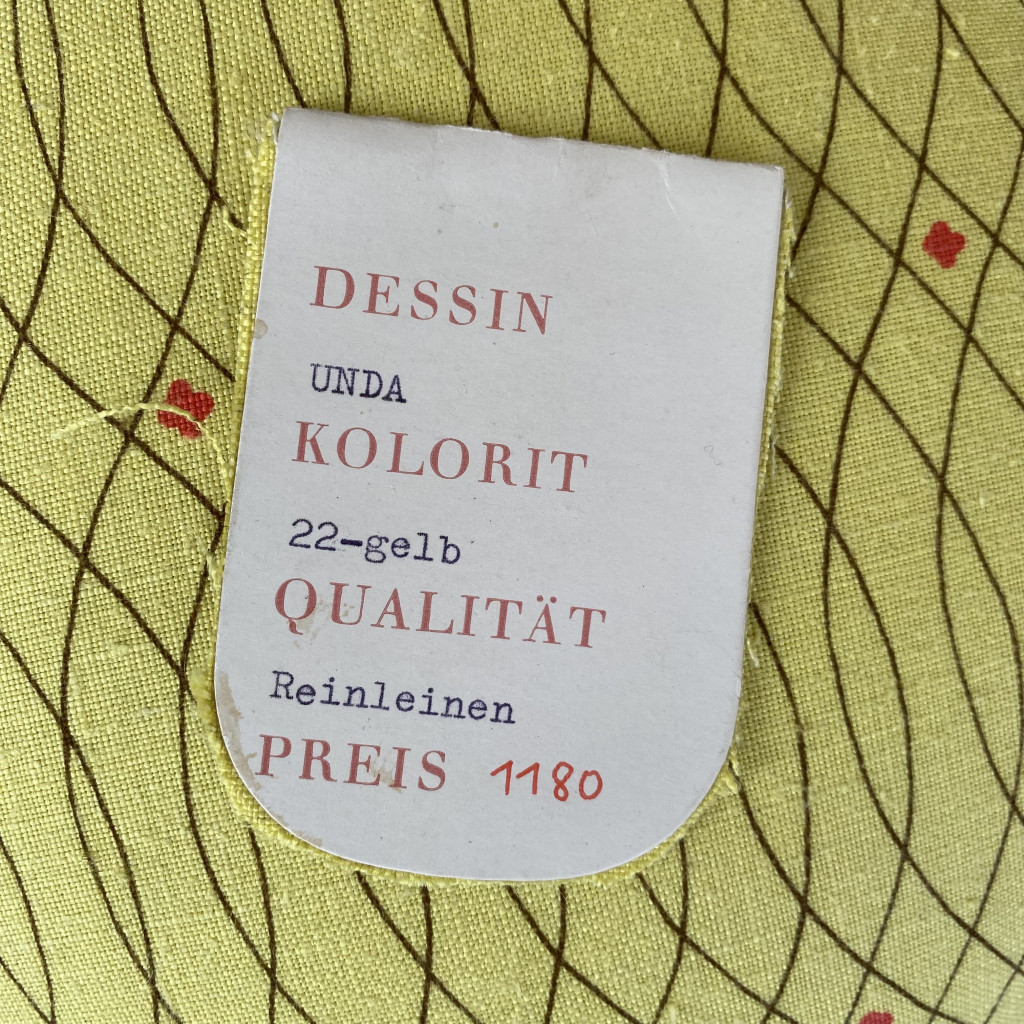 DESSIN
UNDA
KOLORIT
22-gelb
QUALITÄT
Reinleinen
PREIS 1180